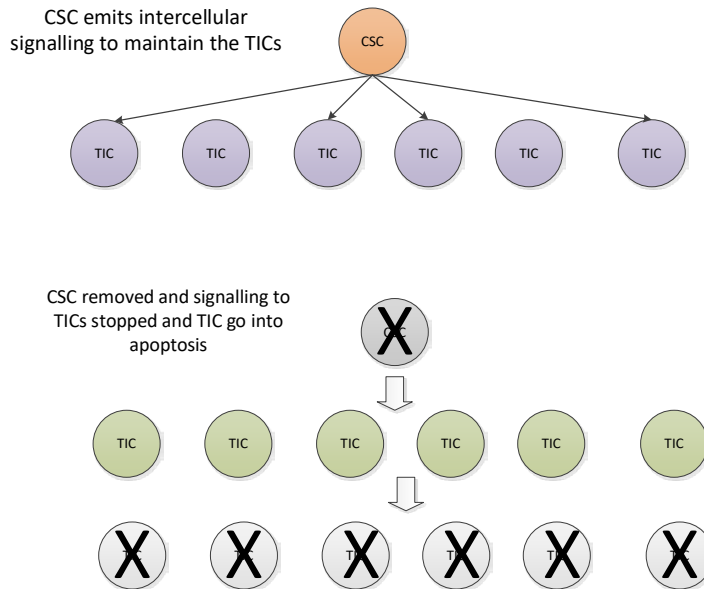 CSC emits intercellular
signalling to maintain the TICs
CSC
TIC TIC TIC TIC TIC TIC
CSC removed and signalling to
TICs stopped and TIC go into
apoptosis
X
TIC TIC TIC TIC TIC TIC
X X X X X X